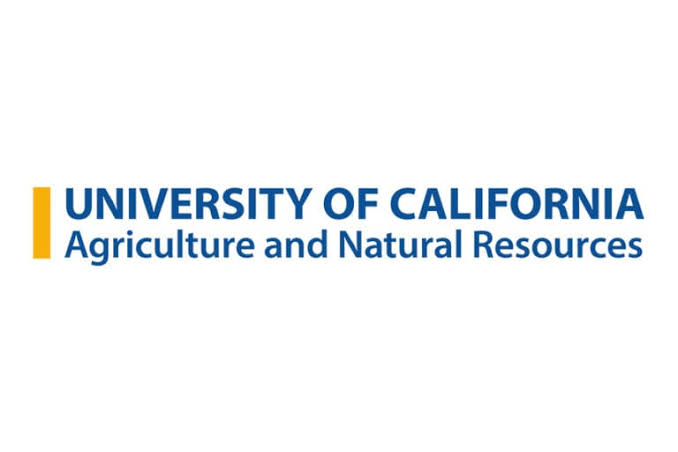 UNIVERSITY OF CALIFORNIA
Agriculture and Natural Resources